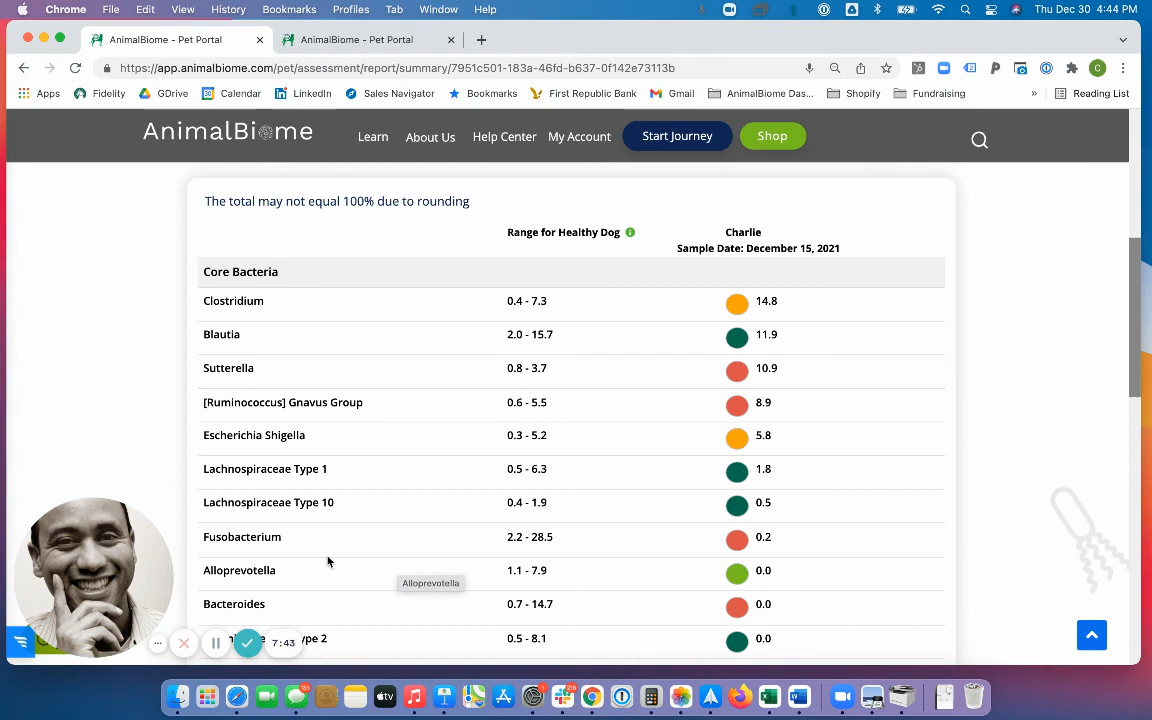 Chrome File Edit View History Bookmarks Profiles Tab Window Help Thu Dec 30 4:44 PM
AnimalBiome - Pet Portal AnimalBiome - Pet Portal
https://app.animalbiome.com/pet/assessment/report/summary/7951c501-183a-46fd-b637-0f142e73113b
Apps Fidelity GDrive Calendar LinkedIn Sales Navigator Bookmarks First Republic Bank Gmail AnimalBiome Das... Shopify Fundraising » Reading List
AnimalBiome Learn About Us Help Center My Account Start Journey Shop
The total may not equal 100% due to rounding
Range for Healthy Dog Charlie
Sample Date: December 15, 2021
Core Bacteria
Clostridium 0.4 - 7.3 14.8
Blautia 2.0 - 15.7 11.9
Sutterella 0.8 - 3.7 10.9
[Ruminococcus] Gnavus Group 0.6 - 5.5 8.9
Escherichia Shigella 0.3 - 5.2 5.8
Lachnospiraceae Type 1 0.5 - 6.3 1.8
Lachnospiraceae Type 10 0.4 - 1.9 0.5
Fusobacterium 2.2 - 28.5 0.2
Alloprevotella 1.1 - 7.9 0.0
Alloprevotella
Bacteroides 0.7 - 14.7 0.0
ype 2 0.5 - 8.1 0.0
7:43